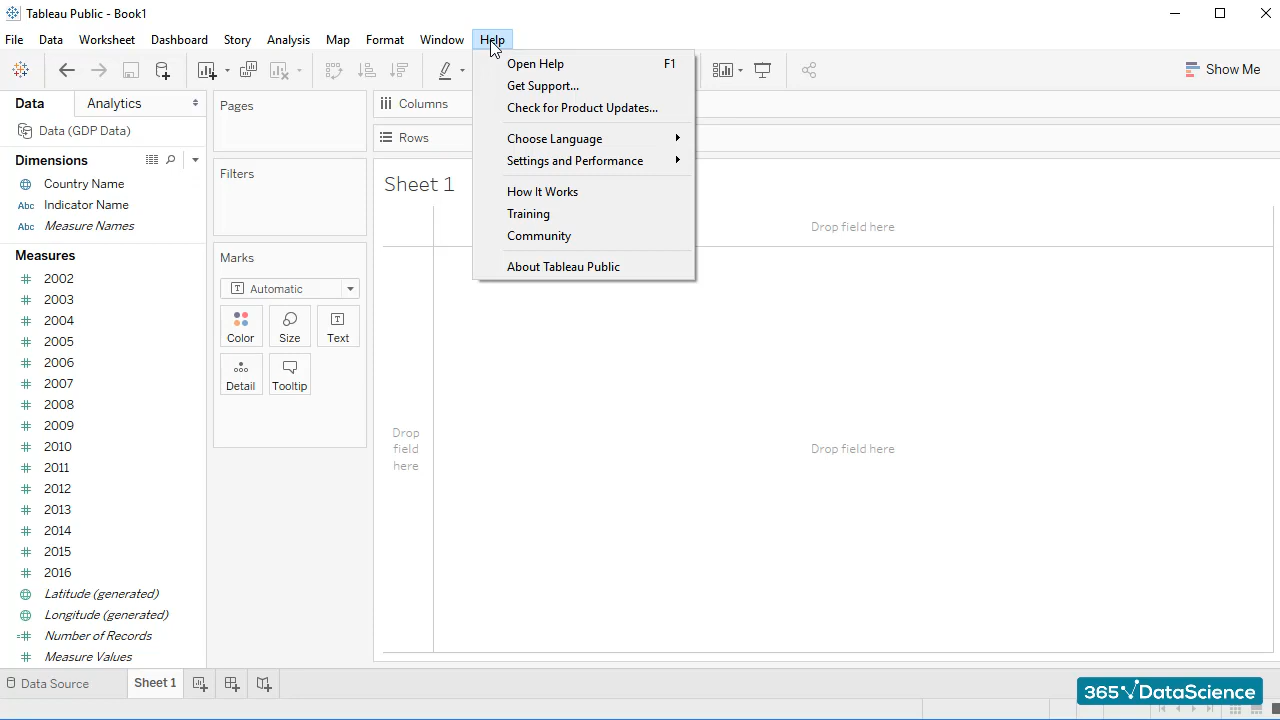 Tableau Public - Book1
File Data Worksheet Dashboard Story Analysis Map Format Window Help
Open Help F1
Get Support...
Check for Product Updates...
Choose Language
Settings and Performance
How It Works
Training
Community
About Tableau Public
Show Me
Data Analytics
Data (GDP Data)
Dimensions
Country Name
Abc Indicator Name
Abc Measure Names
Measures
2002
2003
2004
2005
2006
2007
2008
2009
2010
2011
2012
2013
2014
2015
2016
Latitude (generated)
Longitude (generated)
Number of Records
Measure Values
Pages
Filters
Marks
Automatic
Color Size Text
Detail Tooltip
Columns
Rows
Sheet 1
Drop field here
Drop
field
here
Drop field here
Data Source Sheet 1
365 DataScience